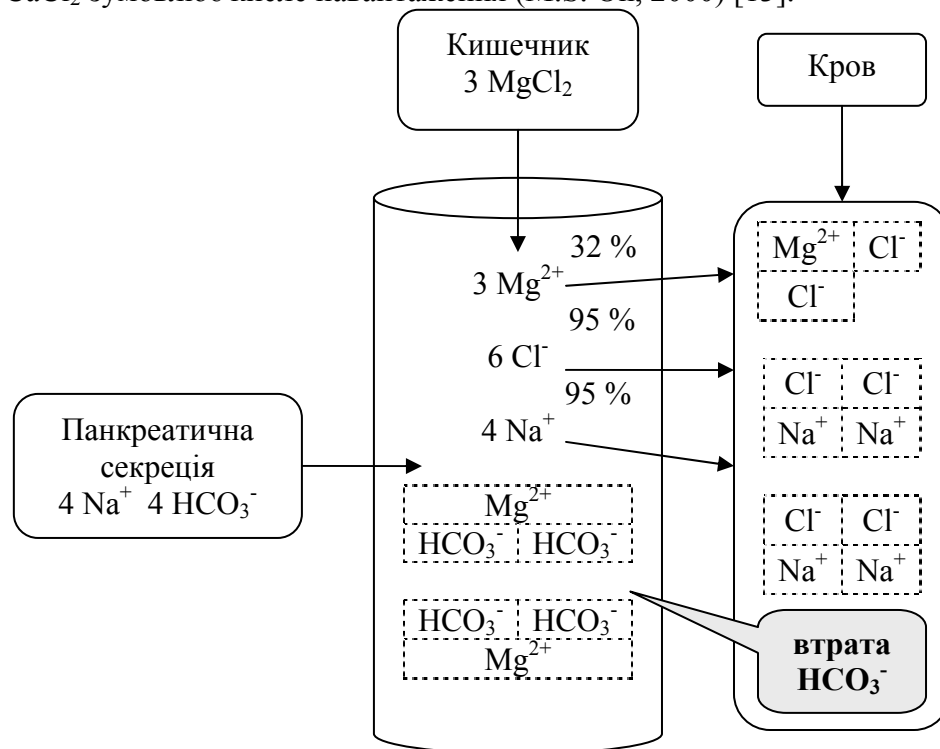 CaCl₂ зумовлює кисле навантаження (M.S. Oh, 2000) [13].
Кишечник
3 MgCl₂
Кров
32 %
3 Mg²⁺
95 %
6 Cl⁻
95 %
4 Na⁺
Панкреатична
секреція
4 Na⁺ 4 HCO₃⁻
Mg²⁺
HCO₃⁻ HCO₃⁻
HCO₃⁻ HCO₃⁻
Mg²⁺
Mg²⁺ Cl⁻
Cl⁻
Cl⁻ Cl⁻
Na⁺ Na⁺
Cl⁻ Cl⁻
Na⁺ Na⁺
втрата
HCO₃⁻